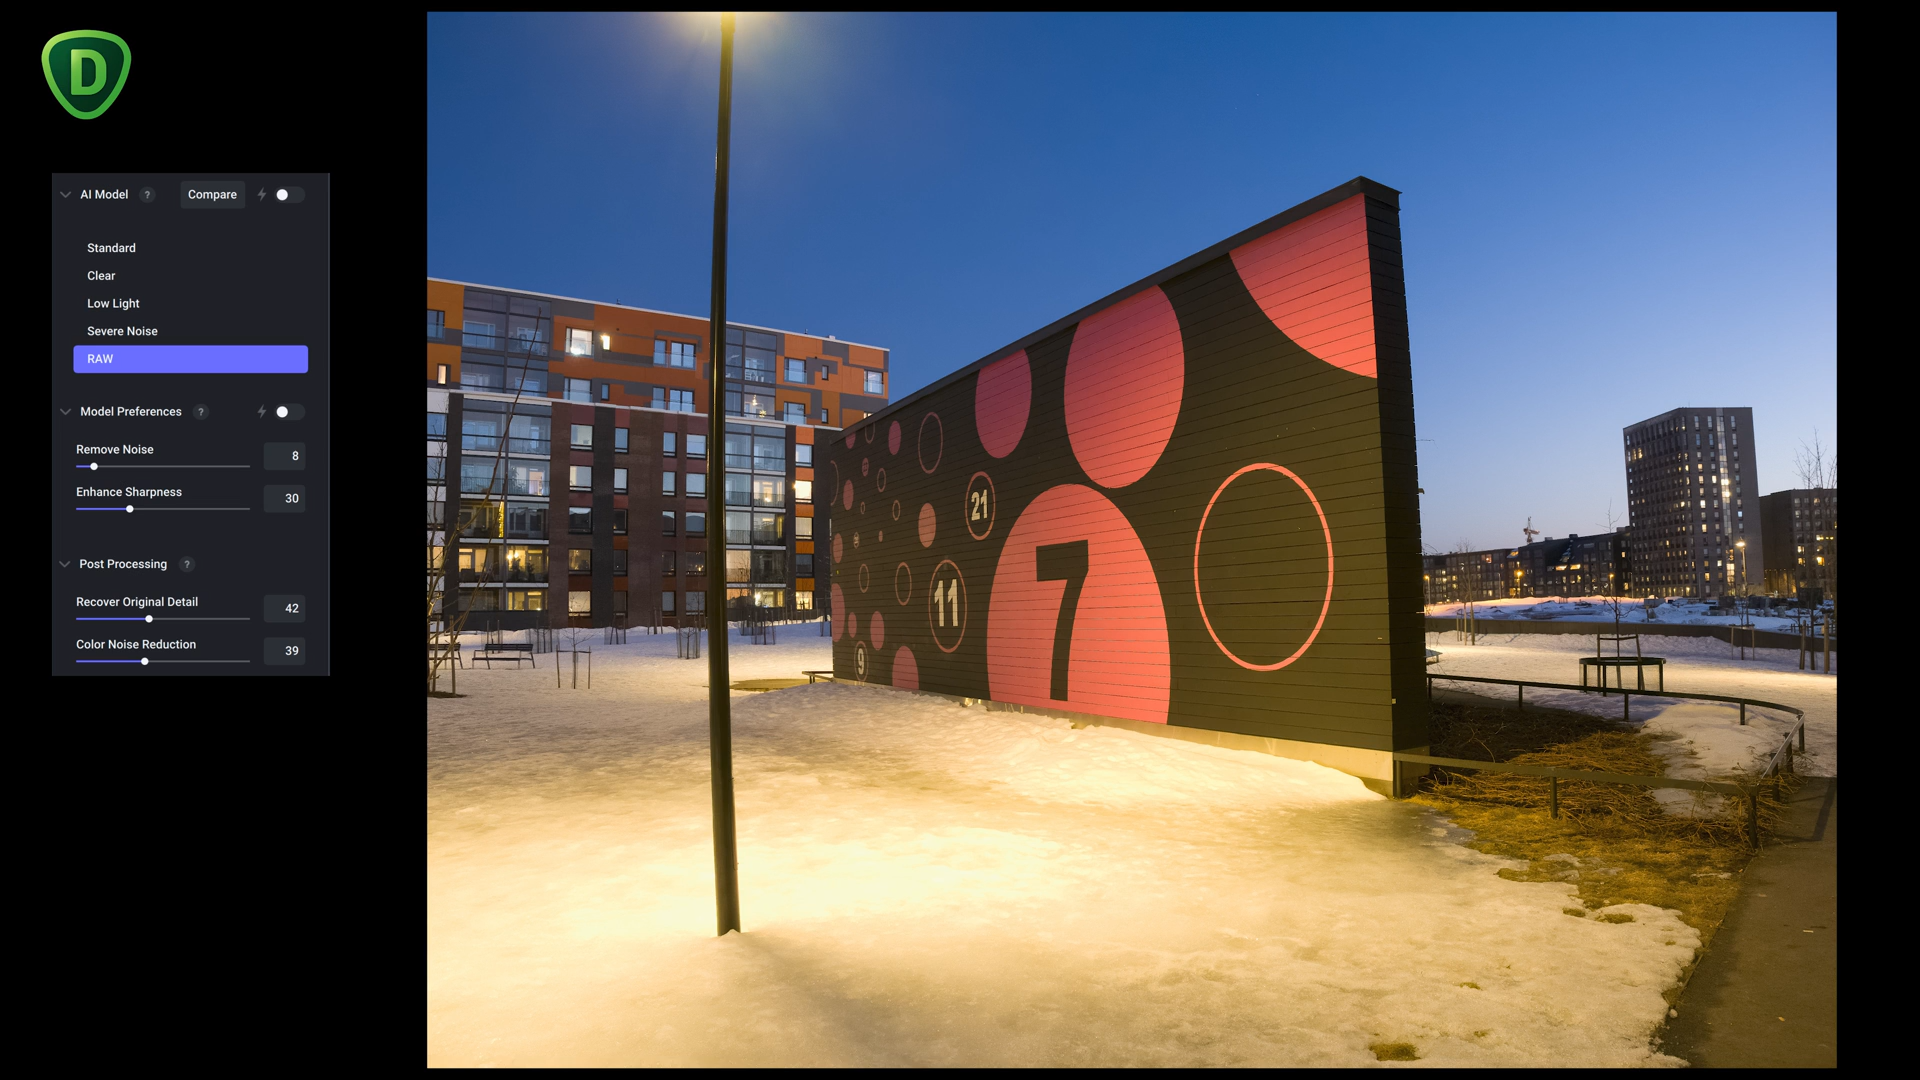 D
AI Model ? Compare
Standard
Clear
Low Light
Severe Noise
RAW
Model Preferences ?
Remove Noise 8
Enhance Sharpness 30
Post Processing ?
Recover Original Detail 42
Color Noise Reduction 39
21
11
7
9